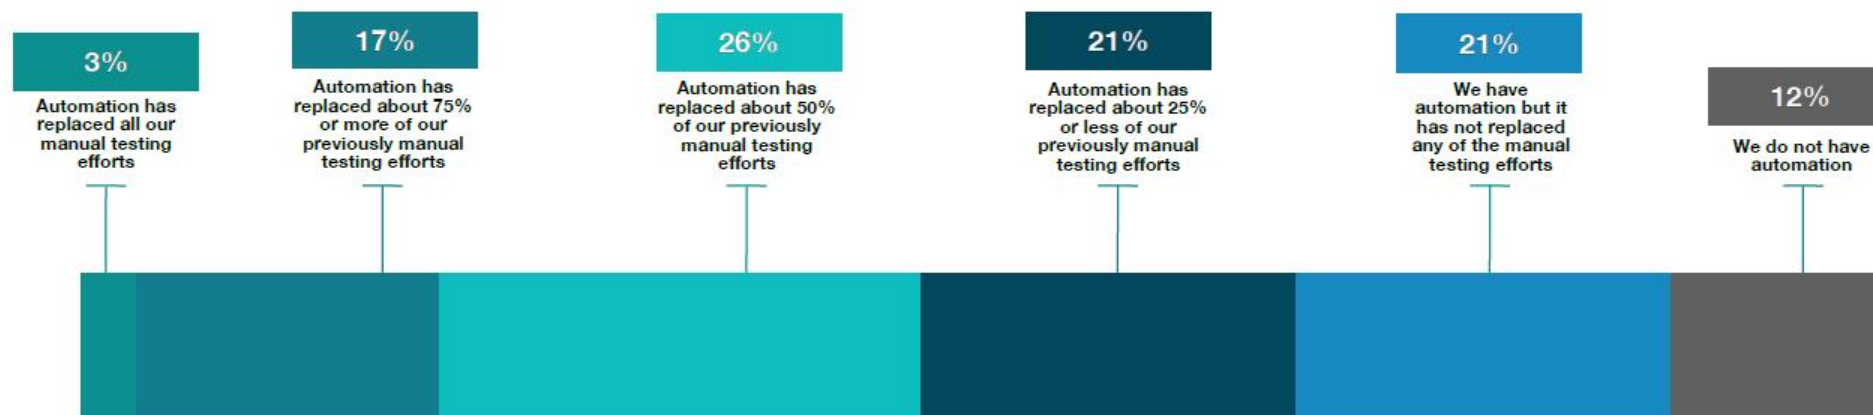 3%
Automation has
replaced all our
manual testing
efforts
17%
Automation has
replaced about 75%
or more of our
previously manual
testing efforts
26%
Automation has
replaced about 50%
of our previously
manual testing
efforts
21%
Automation has
replaced about 25%
or less of our
previously manual
testing efforts
21%
We have
automation but it
has not replaced
any of the manual
testing efforts
12%
We do not have
automation